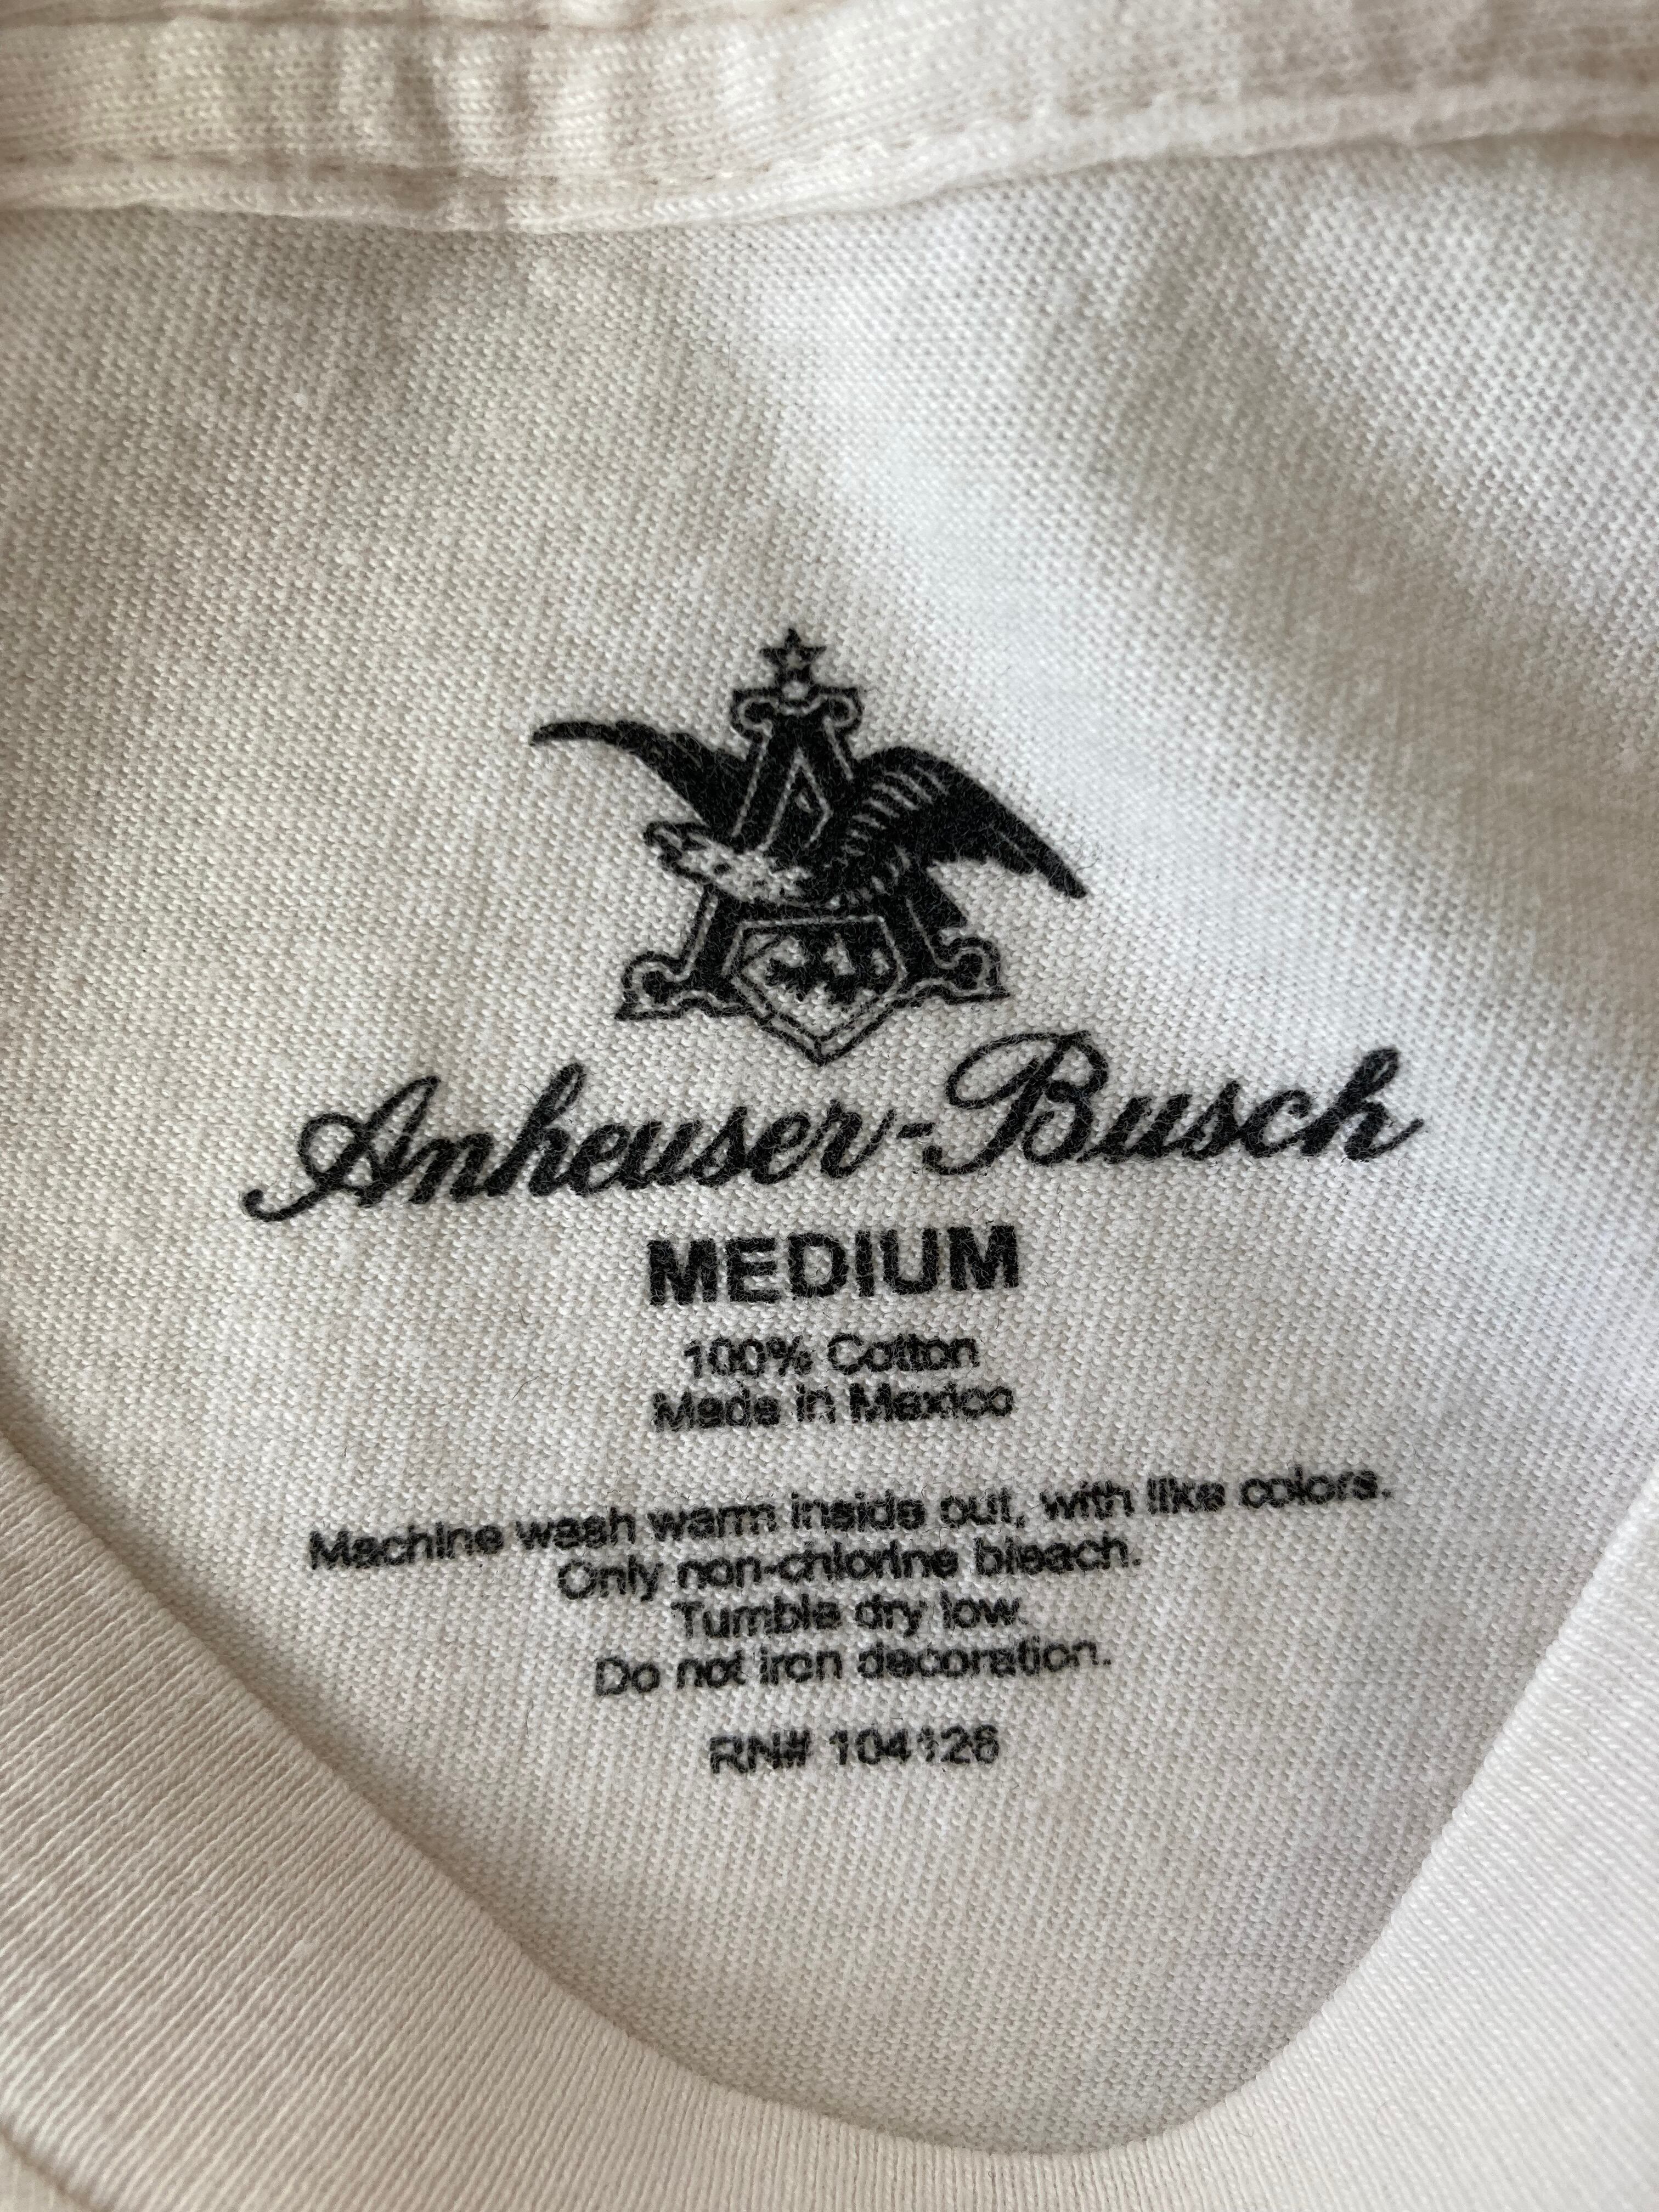 Anheuser-Busch
MEDIUM
100% Cotton
Made in Mexico
Machine wash warm inside out, with like colors.
Only non-chlorine bleach.
Tumble dry low.
Do not iron decoration.
RN# 104126